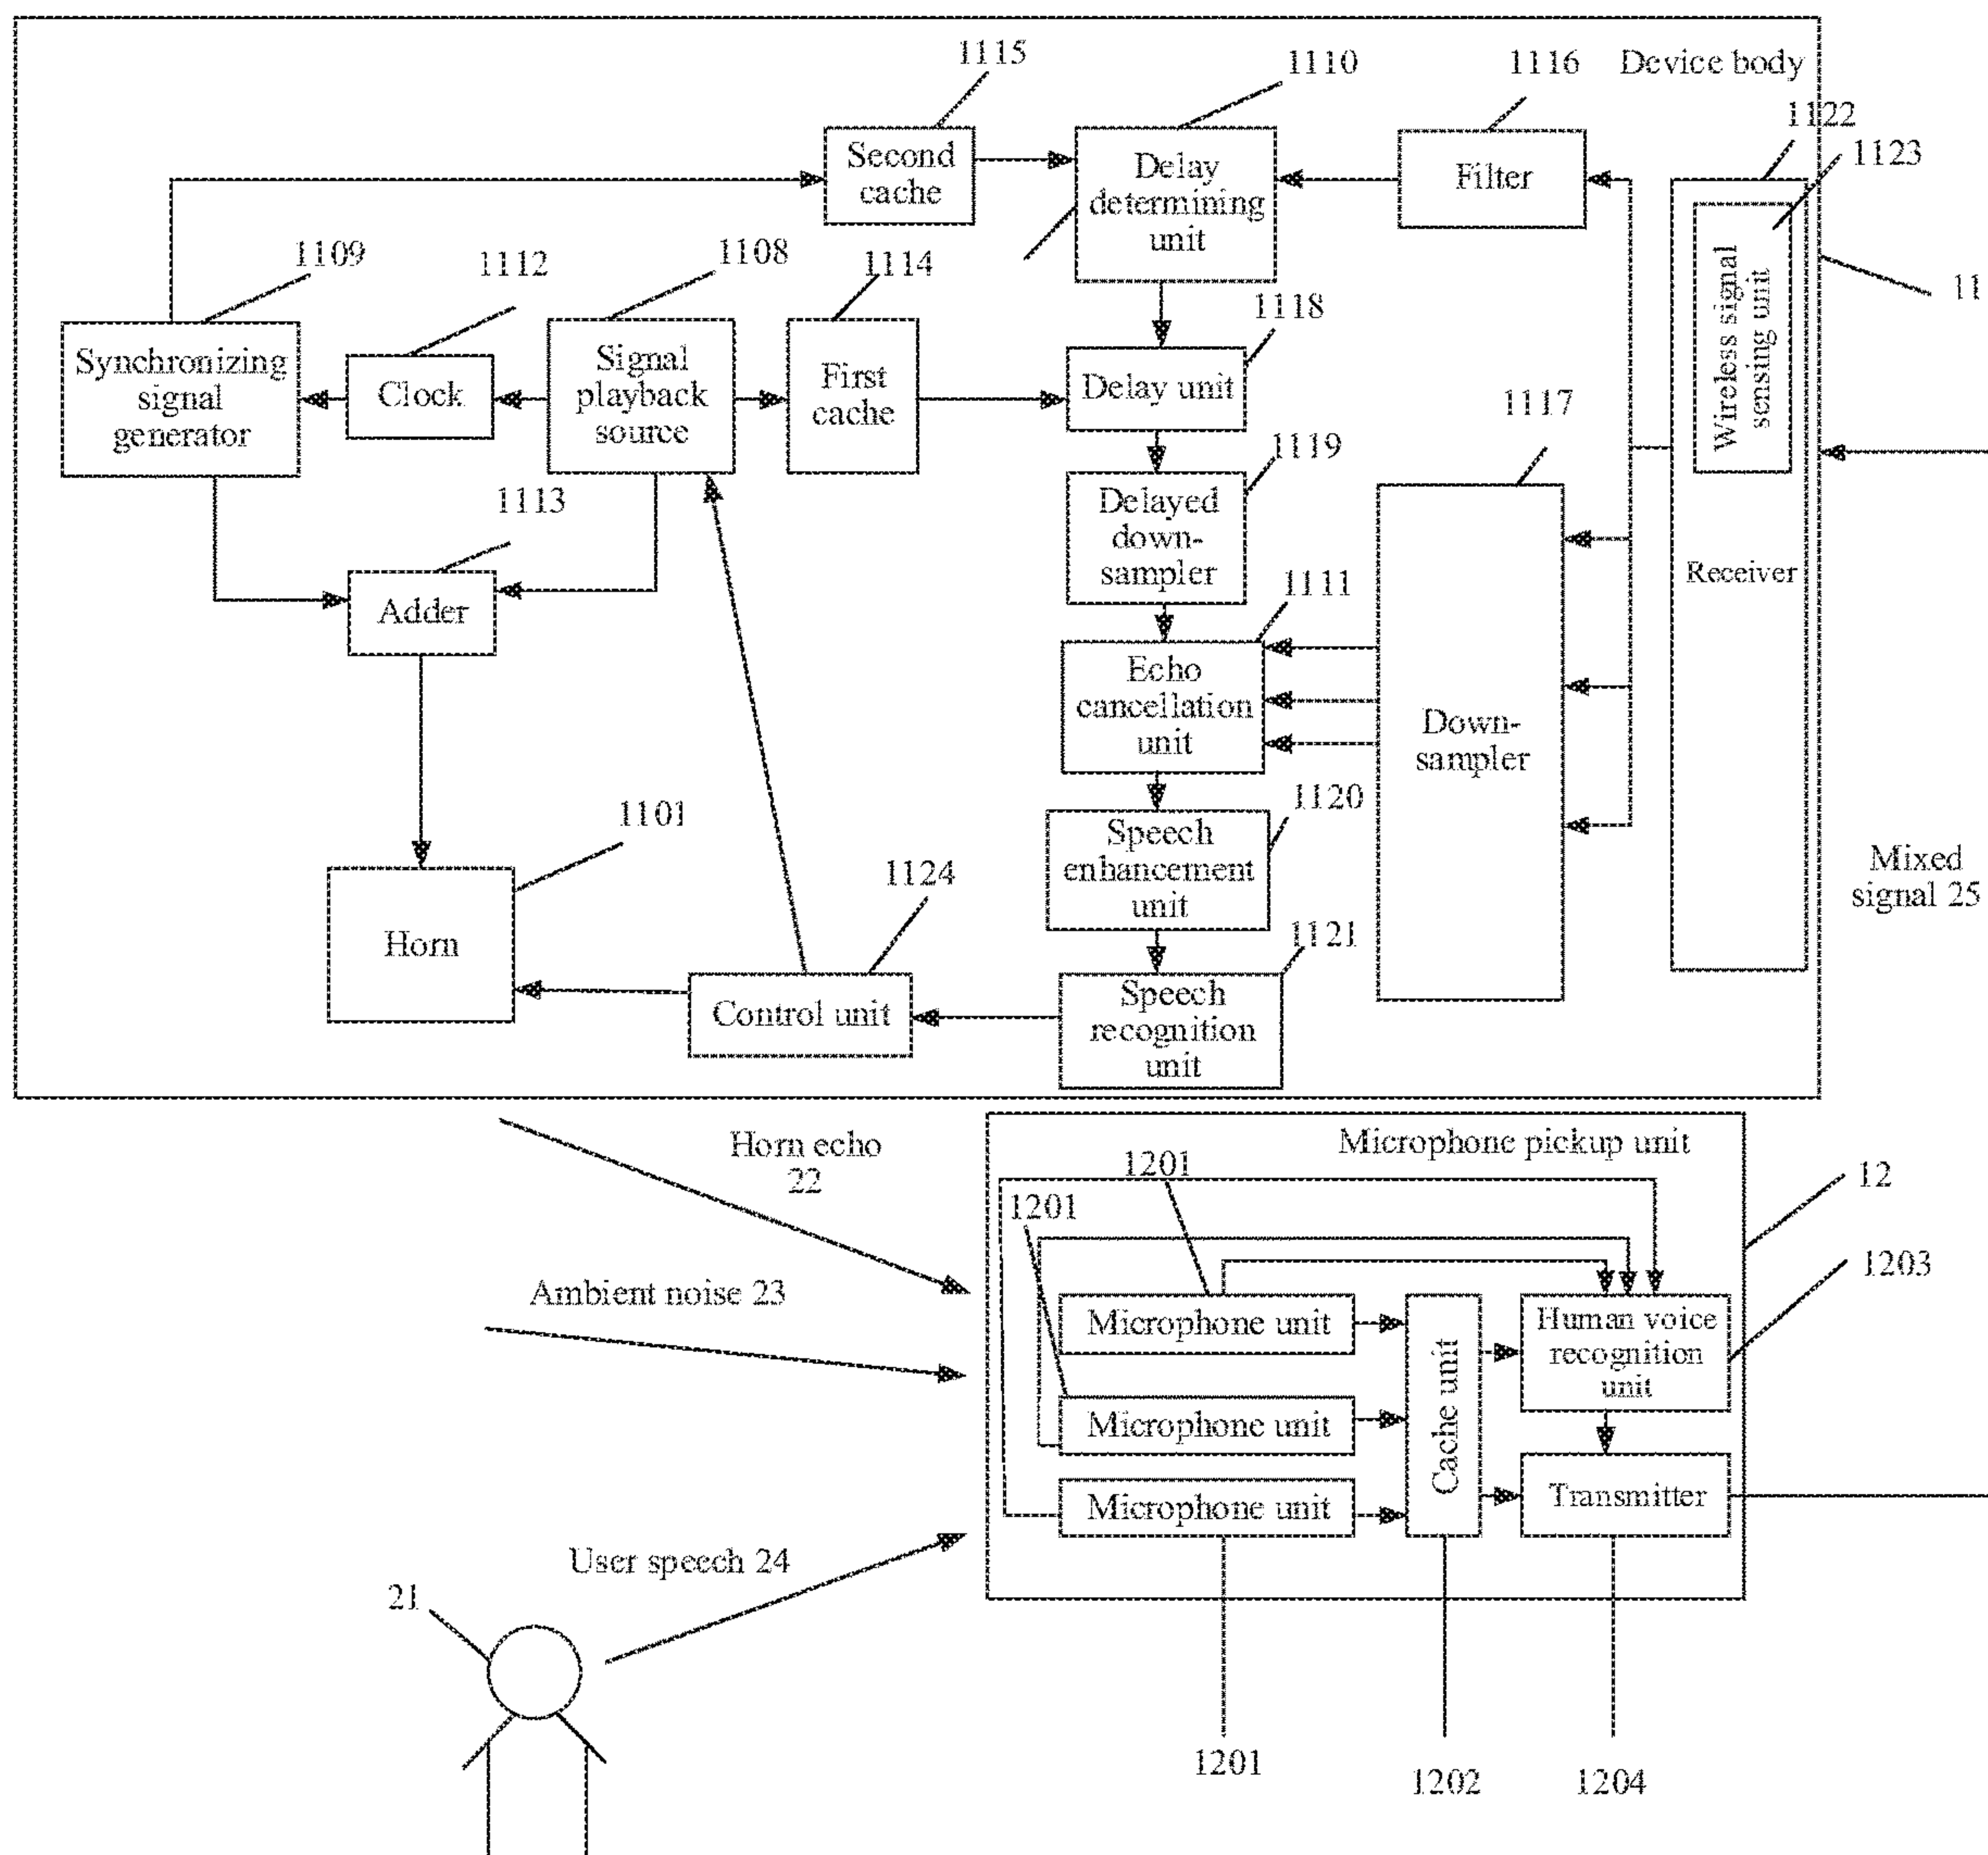 1115
1110
1116
Device body
1122
1123
Second
cache
Delay
determining
unit
Filter
Wireless signal
sensing unit
11
1109
1112
1108
1114
1118
Synchronizing
signal
generator
Clock
Signal
playback
source
First
cache
Delay unit
1117
1119
1113
Delayed
down-
sampler
Receiver
1111
Adder
Echo
cancellation
unit
Down-
sampler
1101
1120
Speech
enhancement
unit
Mixed
signal 25
1124
Horn
1121
Control unit
Speech
recognition
unit
Horn echo
22
Microphone pickup unit
1201
12
1201
1203
Ambient noise 23
Microphone unit
Human voice
recognition
unit
Cache unit
Microphone unit
Microphone unit
Transmitter
User speech 24
21
1201
1202
1204